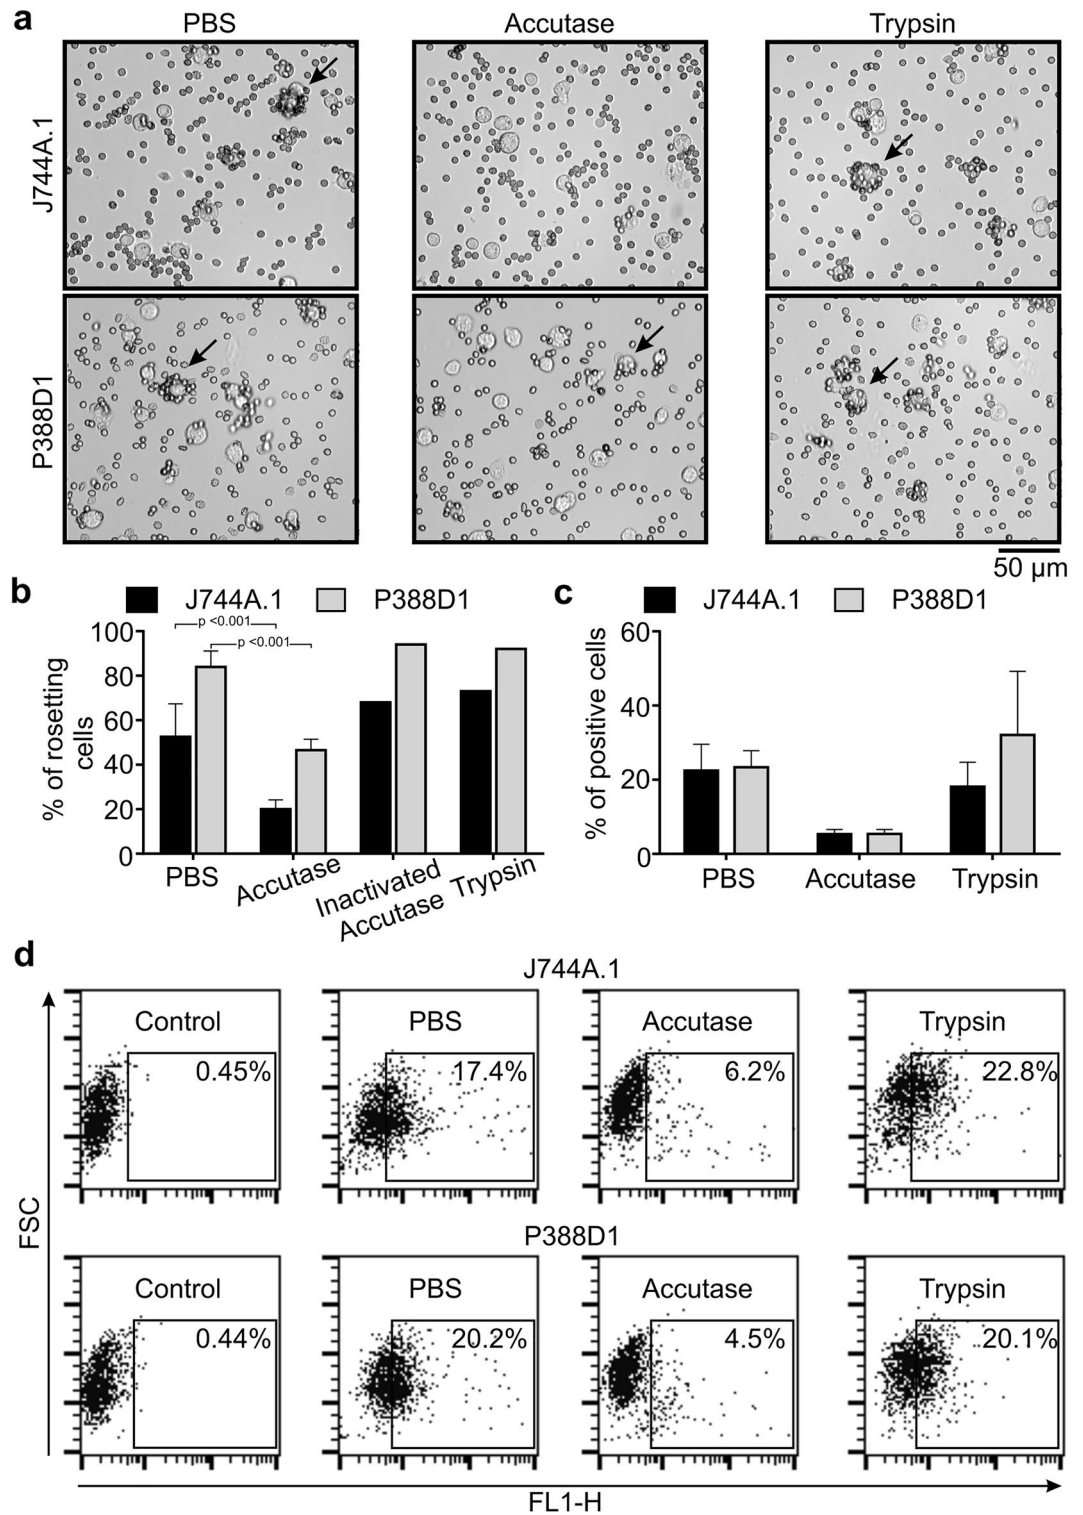 a
PBS
Accutase
Trypsin
J744A.1
P388D1
50 µm
b
J744A.1
P388D1
p <0.001
p <0.001
% of rosetting
cells
100
80
60
40
20
0
PBS
Accutase
Inactivated
Accutase
Trypsin
c
J744A.1
P388D1
% of positive cells
60
40
20
0
PBS
Accutase
Trypsin
d
J744A.1
Control
0.45%
PBS
17.4%
Accutase
6.2%
Trypsin
22.8%
P388D1
Control
0.44%
PBS
20.2%
Accutase
4.5%
Trypsin
20.1%
FSC
FL1-H